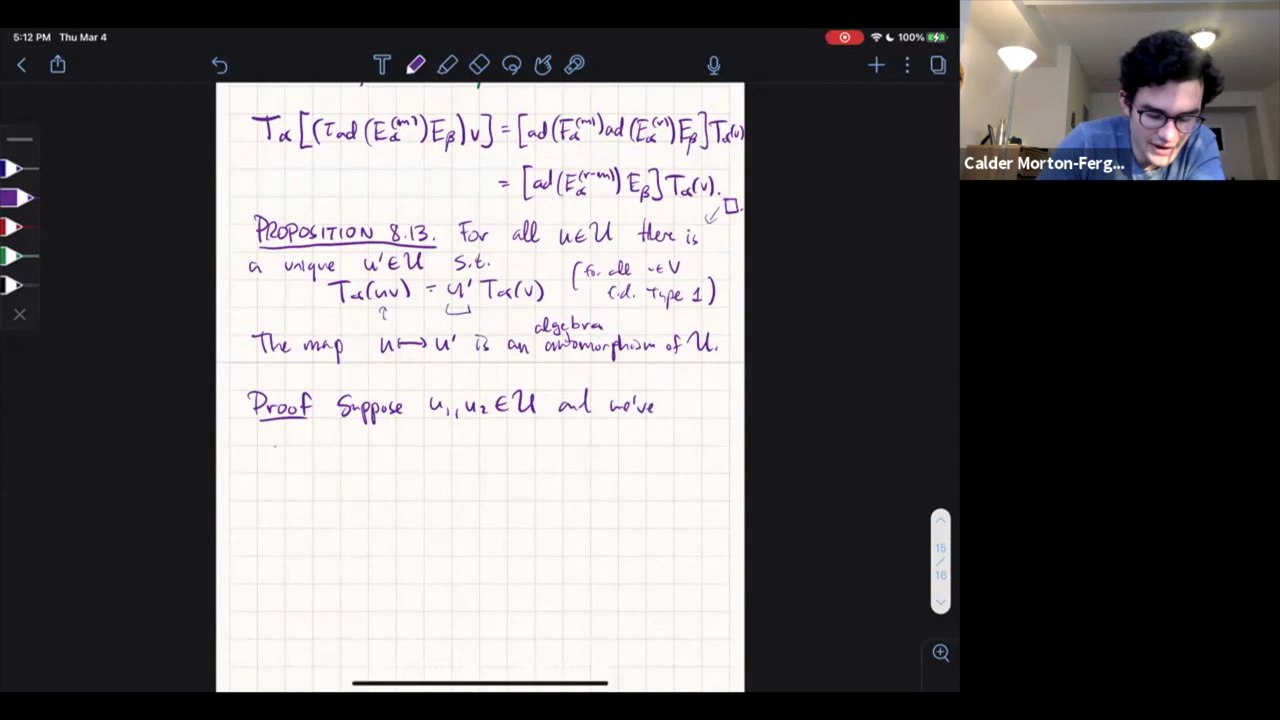 5:12 PM Thu Mar 4
100%
T
Tα[(τad(Eα^(m))Eβ)v] = [ad(Fα^(m))ad(Eα^(r))Eβ]Tα(v)
= [ad(Eα^(r-m))Eβ]Tα(v). □.
PROPOSITION 8.13. For all u∈U there is
a unique u'∈U s.t.
Tα(uv) = u' Tα(v) (for all v∈V f.d. type 1)
The map u↦u' is an algebra automorphism of U.
Proof Suppose u₁, u₂ ∈ U and we've
15
/
16
Calder Morton-Ferg...